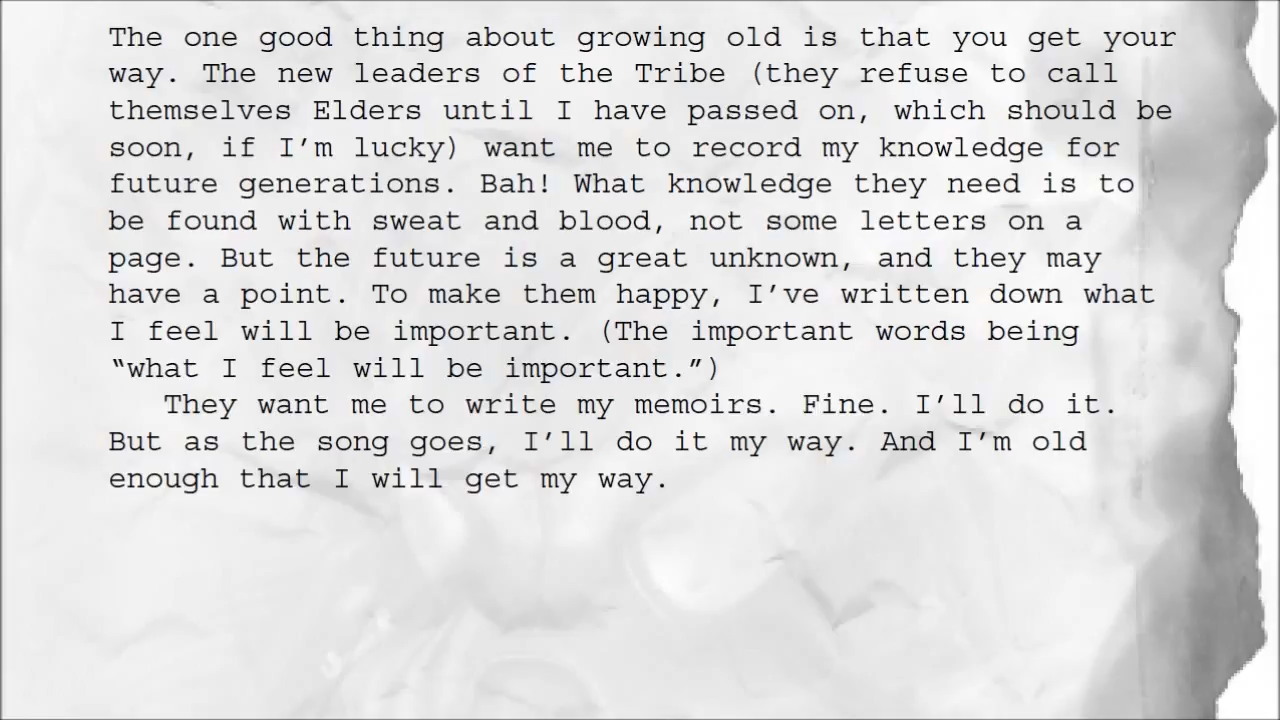 The one good thing about growing old is that you get your
way. The new leaders of the Tribe (they refuse to call
themselves Elders until I have passed on, which should be
soon, if I’m lucky) want me to record my knowledge for
future generations. Bah! What knowledge they need is to
be found with sweat and blood, not some letters on a
page. But the future is a great unknown, and they may
have a point. To make them happy, I’ve written down what
I feel will be important. (The important words being
“what I feel will be important.”)
They want me to write my memoirs. Fine. I’ll do it.
But as the song goes, I’ll do it my way. And I’m old
enough that I will get my way.